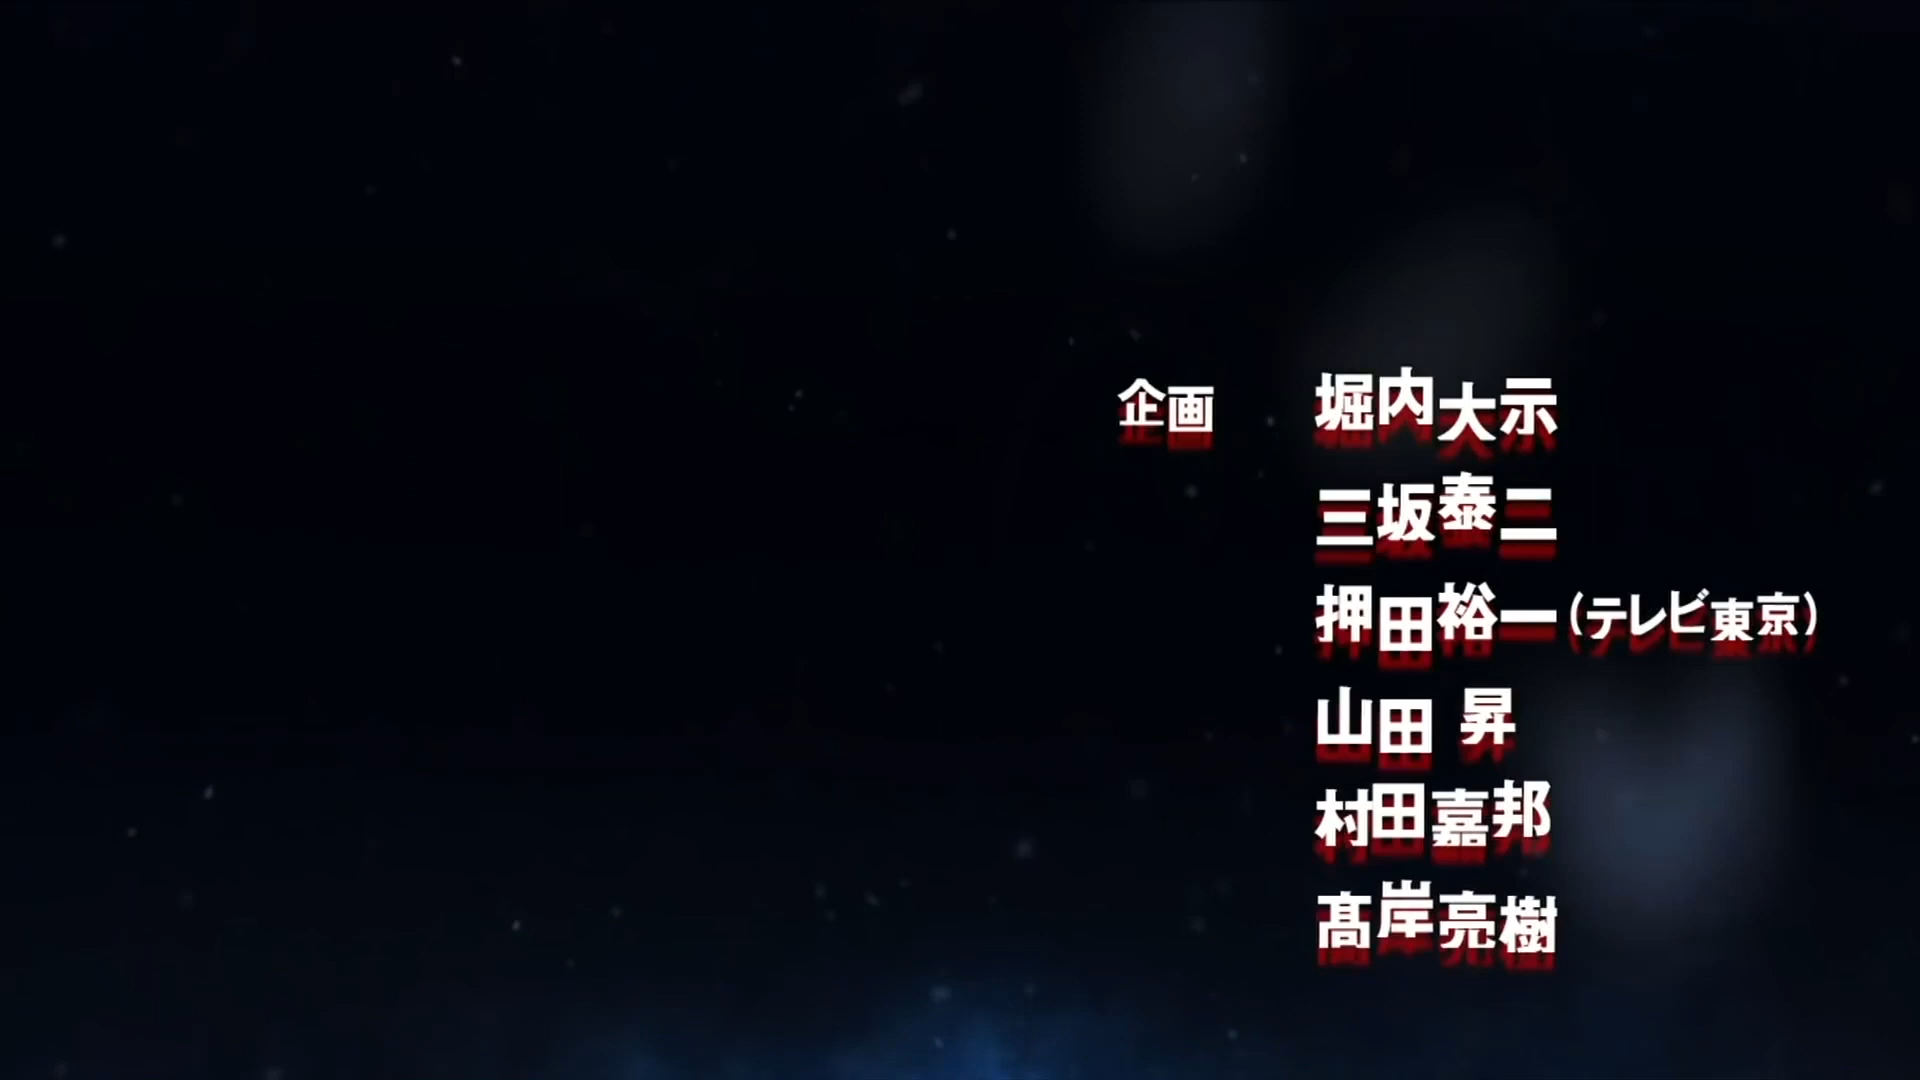 企画 堀内大示
三坂泰二
押田裕一(テレビ東京)
山田 昇
村田嘉邦
髙岸亮樹